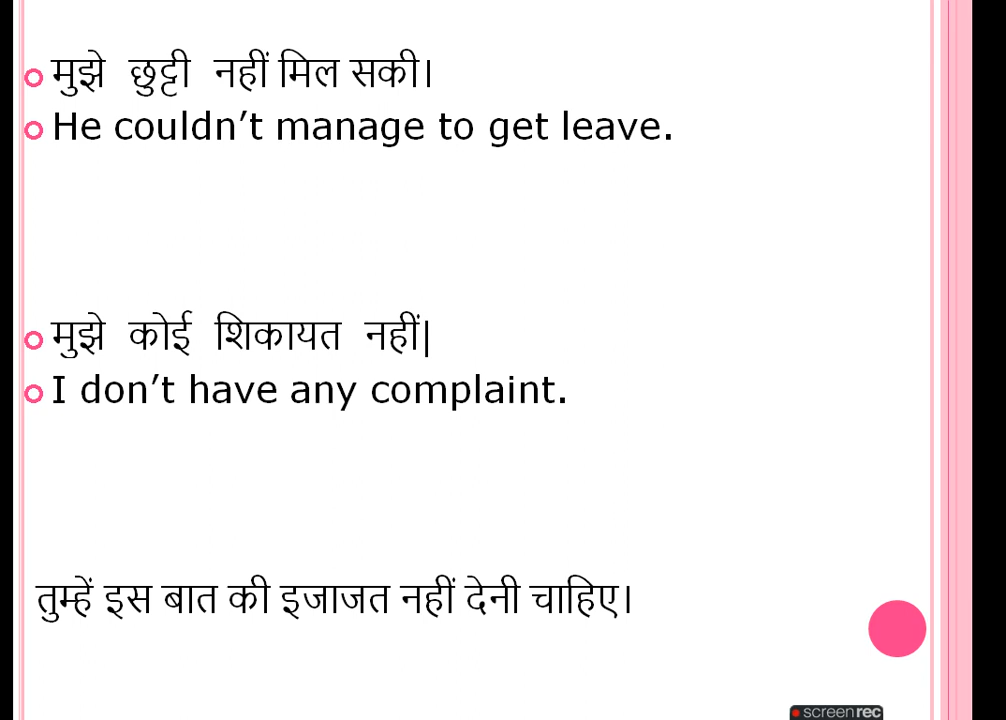 मुझे छुट्टी नहीं मिल सकी।
He couldn’t manage to get leave.
मुझे कोई शिकायत नहीं|
I don’t have any complaint.
तुम्हें इस बात की इजाजत नहीं देनी चाहिए।
screenrec